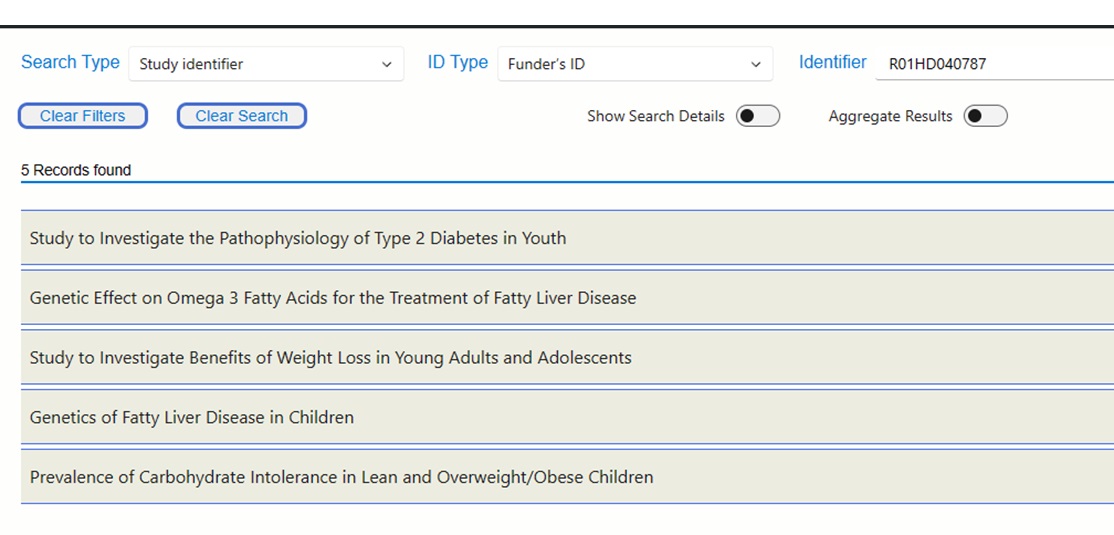 Search Type Study identifier ID Type Funder's ID Identifier R01HD040787
Clear Filters Clear Search Show Search Details Aggregate Results
5 Records found
Study to Investigate the Pathophysiology of Type 2 Diabetes in Youth
Genetic Effect on Omega 3 Fatty Acids for the Treatment of Fatty Liver Disease
Study to Investigate Benefits of Weight Loss in Young Adults and Adolescents
Genetics of Fatty Liver Disease in Children
Prevalence of Carbohydrate Intolerance in Lean and Overweight/Obese Children